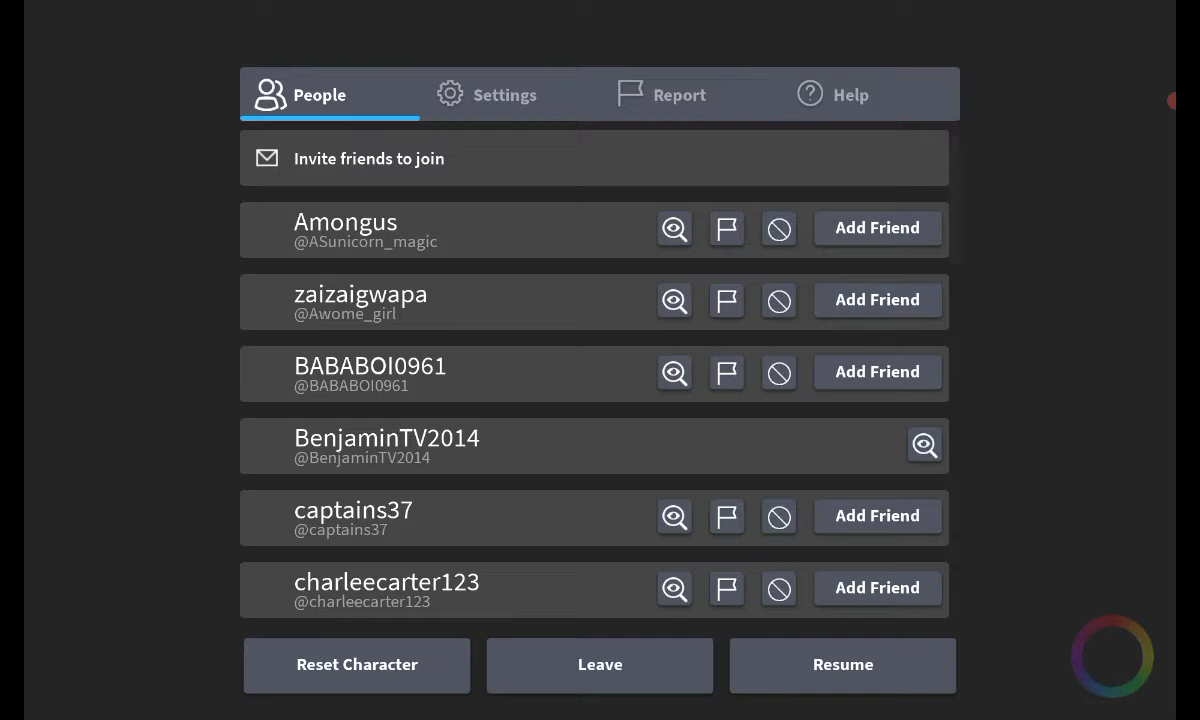 People
Settings
Report
Help
Invite friends to join
Amongus
@ASunicorn_magic
Add Friend
zaizaigwapa
@Awome_girl
Add Friend
BABABOI0961
@BABABOI0961
Add Friend
BenjaminTV2014
@BenjaminTV2014
captains37
@captains37
Add Friend
charleecarter123
@charleecarter123
Add Friend
Reset Character
Leave
Resume